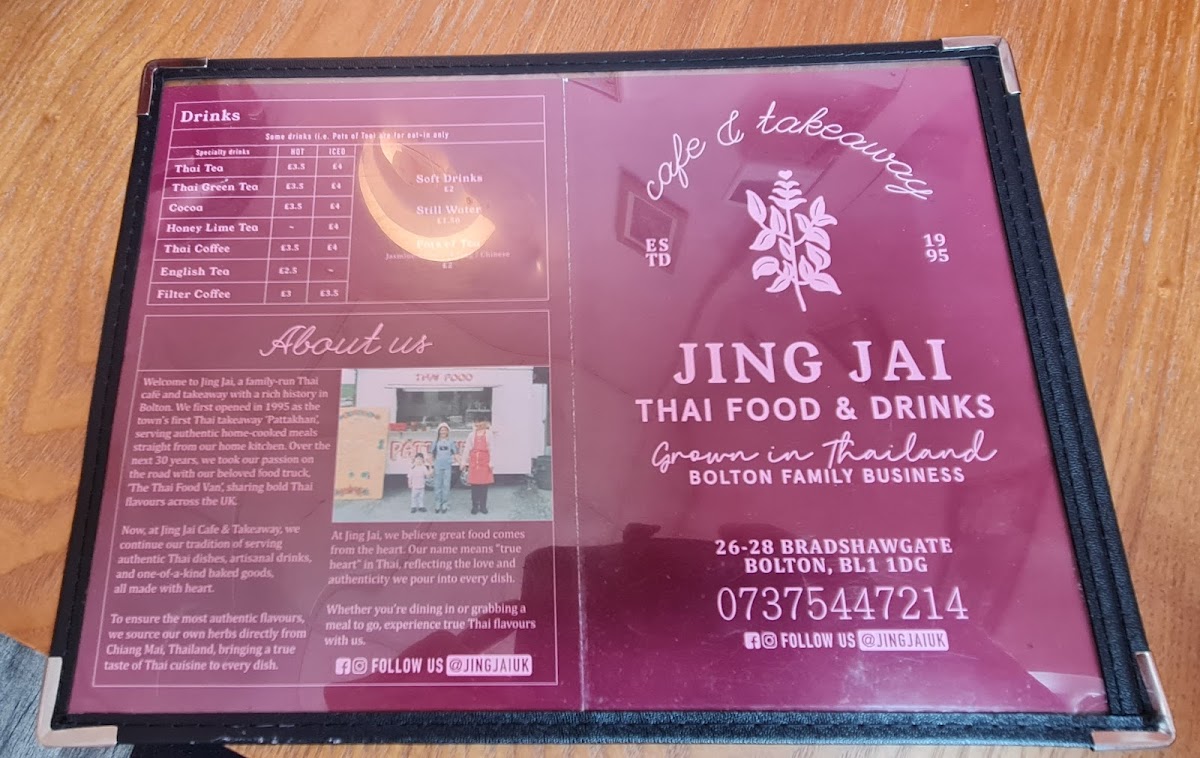 Drinks
Some drinks (i.e. Pots of Tea) are for eat-in only
Specialty drinks HOT ICED
Thai Tea £3.5 £4
Thai Green Tea £3.5 £4
Cocoa £3.5 £4
Honey Lime Tea - £4
Thai Coffee £3.5 £4
English Tea £2.5 -
Filter Coffee £3 £3.5
Soft Drinks
£2
Still Water
£1.50
Pots of Tea
Jasmine / Chinese
£2
About us
Welcome to Jing Jai, a family-run Thai
café and takeaway with a rich history in
Bolton. We first opened in 1995 as the
town's first Thai takeaway 'Pattakhan',
serving authentic home-cooked meals
straight from our home kitchen. Over the
next 30 years, we took our passion on
the road with our beloved food truck,
'The Thai Food Van', sharing bold Thai
flavours across the UK.
Now, at Jing Jai Cafe & Takeaway, we
continue our tradition of serving
authentic Thai dishes, artisanal drinks,
and one-of-a-kind baked goods,
all made with heart.
To ensure the most authentic flavours,
we source our own herbs directly from
Chiang Mai, Thailand, bringing a true
taste of Thai cuisine to every dish.
THAI FOOD
At Jing Jai, we believe great food comes
from the heart. Our name means "true
heart" in Thai, reflecting the love and
authenticity we pour into every dish.
Whether you're dining in or grabbing a
meal to go, experience true Thai flavours
with us.
FOLLOW US @JINGJAIUK
cafe & takeaway
ESTD 1995
JING JAI
THAI FOOD & DRINKS
Grown in Thailand
BOLTON FAMILY BUSINESS
26-28 BRADSHAWGATE
BOLTON, BL1 1DG
07375447214
FOLLOW US @JINGJAIUK